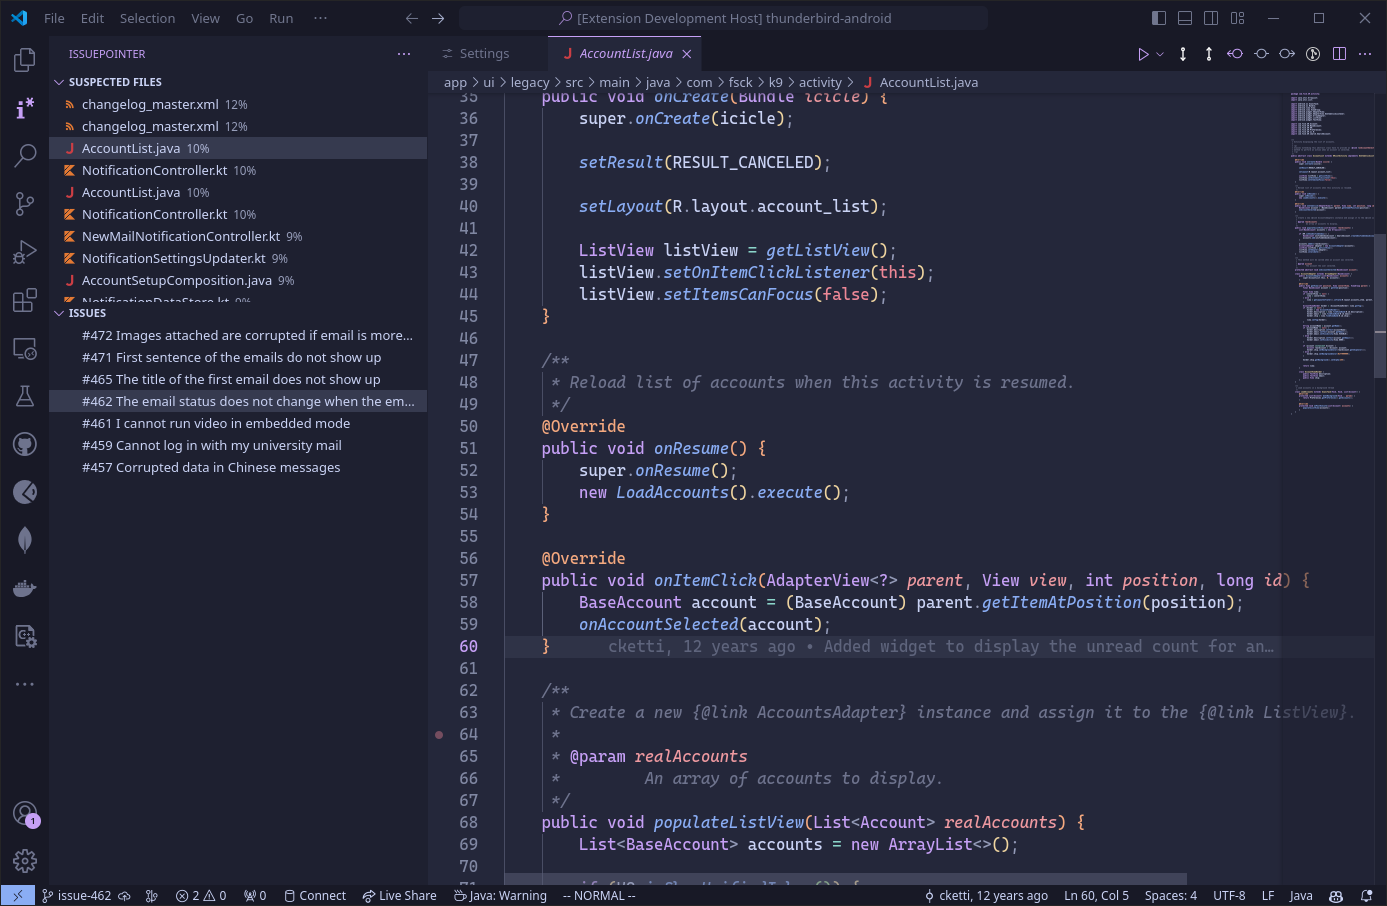 File Edit Selection View Go Run ··· [Extension Development Host] thunderbird-android
ISSUEPOINTER ···
SUSPECTED FILES
changelog_master.xml 12%
changelog_master.xml 12%
AccountList.java 10%
NotificationController.kt 10%
AccountList.java 10%
NotificationController.kt 10%
NewMailNotificationController.kt 9%
NotificationSettingsUpdater.kt 9%
AccountSetupComposition.java 9%
NotificationDataStore.kt 9%
ISSUES
#472 Images attached are corrupted if email is more...
#471 First sentence of the emails do not show up
#465 The title of the first email does not show up
#462 The email status does not change when the em...
#461 I cannot run video in embedded mode
#459 Cannot log in with my university mail
#457 Corrupted data in Chinese messages
1
Settings AccountList.java
app > ui > legacy > src > main > java > com > fsck > k9 > activity > AccountList.java
35 public void onCreate(Bundle icicle) {
36 super.onCreate(icicle);
37
38 setResult(RESULT_CANCELED);
39
40 setLayout(R.layout.account_list);
41
42 ListView listView = getListView();
43 listView.setOnItemClickListener(this);
44 listView.setItemsCanFocus(false);
45 }
46
47 /**
48 * Reload list of accounts when this activity is resumed.
49 */
50 @Override
51 public void onResume() {
52 super.onResume();
53 new LoadAccounts().execute();
54 }
55
56 @Override
57 public void onItemClick(AdapterView<?> parent, View view, int position, long id) {
58 BaseAccount account = (BaseAccount) parent.getItemAtPosition(position);
59 onAccountSelected(account);
60 } cketti, 12 years ago • Added widget to display the unread count for an…
61
62 /**
63 * Create a new {@link AccountsAdapter} instance and assign it to the {@link ListView}.
64 *
65 * @param realAccounts
66 * An array of accounts to display.
67 */
68 public void populateListView(List<Account> realAccounts) {
69 List<BaseAccount> accounts = new ArrayList<>();
70
71
issue-462 2 0 0 Connect Live Share Java: Warning -- NORMAL -- cketti, 12 years ago Ln 60, Col 5 Spaces: 4 UTF-8 LF Java